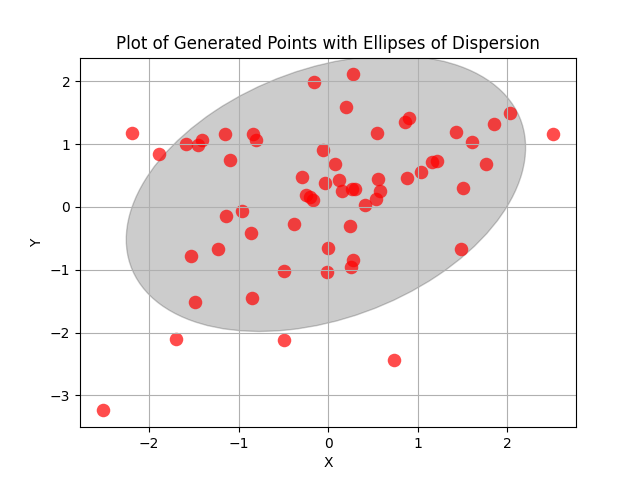 Plot of Generated Points with Ellipses of Dispersion
2
1
0
−1
−2
−3
Y
−2 −1 0 1 2
X